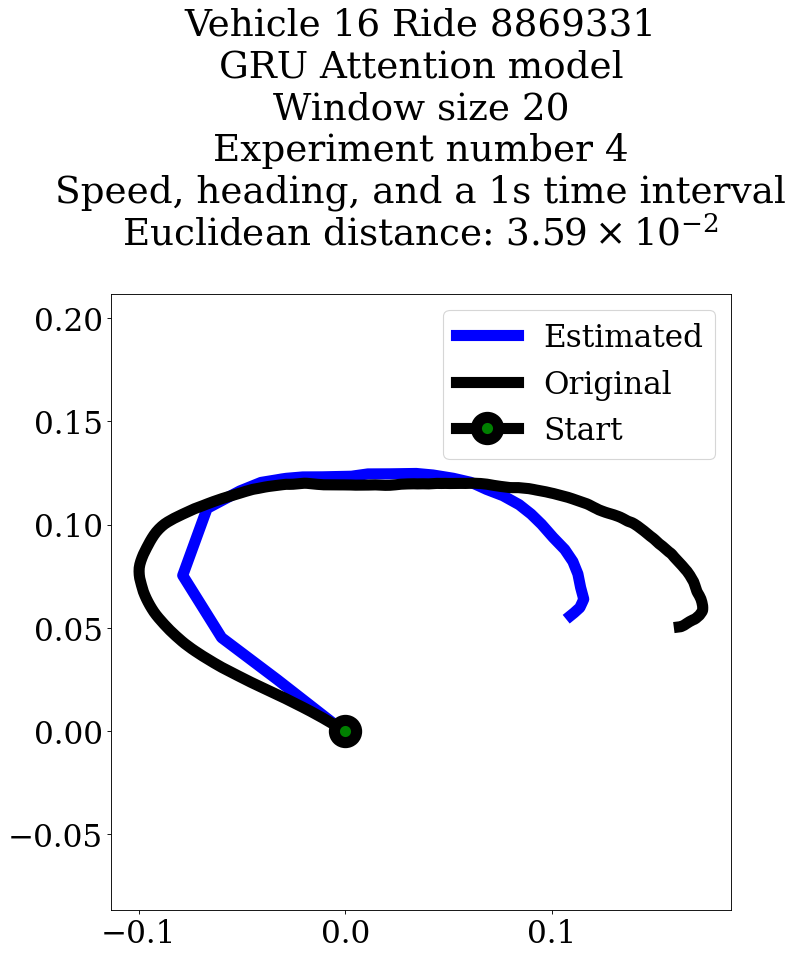 Vehicle 16 Ride 8869331
GRU Attention model
Window size 20
Experiment number 4
Speed, heading, and a 1s time interval
Euclidean distance: 3.59 × 10⁻²
Estimated
Original
Start
0.20
0.15
0.10
0.05
0.00
−0.05
−0.1
0.0
0.1